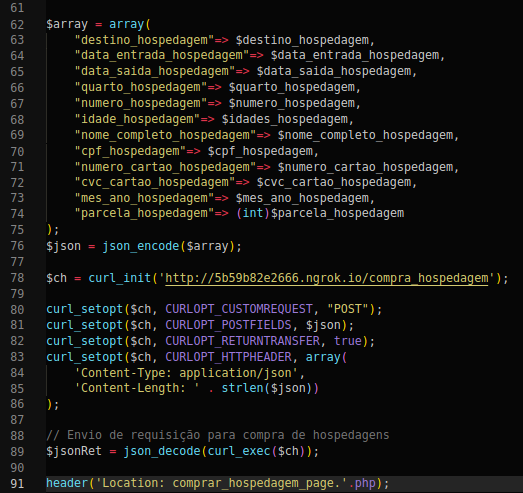 61
62 $array = array(
63 "destino_hospedagem"=> $destino_hospedagem,
64 "data_entrada_hospedagem"=> $data_entrada_hospedagem,
65 "data_saida_hospedagem"=> $data_saida_hospedagem,
66 "quarto_hospedagem"=> $quarto_hospedagem,
67 "numero_hospedagem"=> $numero_hospedagem,
68 "idade_hospedagem"=> $idades_hospedagem,
69 "nome_completo_hospedagem"=> $nome_completo_hospedagem,
70 "cpf_hospedagem"=> $cpf_hospedagem,
71 "numero_cartao_hospedagem"=> $numero_cartao_hospedagem,
72 "cvc_cartao_hospedagem"=> $cvc_cartao_hospedagem,
73 "mes_ano_hospedagem"=> $mes_ano_hospedagem,
74 "parcela_hospedagem"=> (int)$parcela_hospedagem
75 );
76 $json = json_encode($array);
77
78 $ch = curl_init('http://5b59b82e2666.ngrok.io/compra_hospedagem');
79
80 curl_setopt($ch, CURLOPT_CUSTOMREQUEST, "POST");
81 curl_setopt($ch, CURLOPT_POSTFIELDS, $json);
82 curl_setopt($ch, CURLOPT_RETURNTRANSFER, true);
83 curl_setopt($ch, CURLOPT_HTTPHEADER, array(
84 'Content-Type: application/json',
85 'Content-Length: ' . strlen($json))
86 );
87
88 // Envio de requisição para compra de hospedagens
89 $jsonRet = json_decode(curl_exec($ch));
90
91 header('Location: comprar_hospedagem_page.'.php);